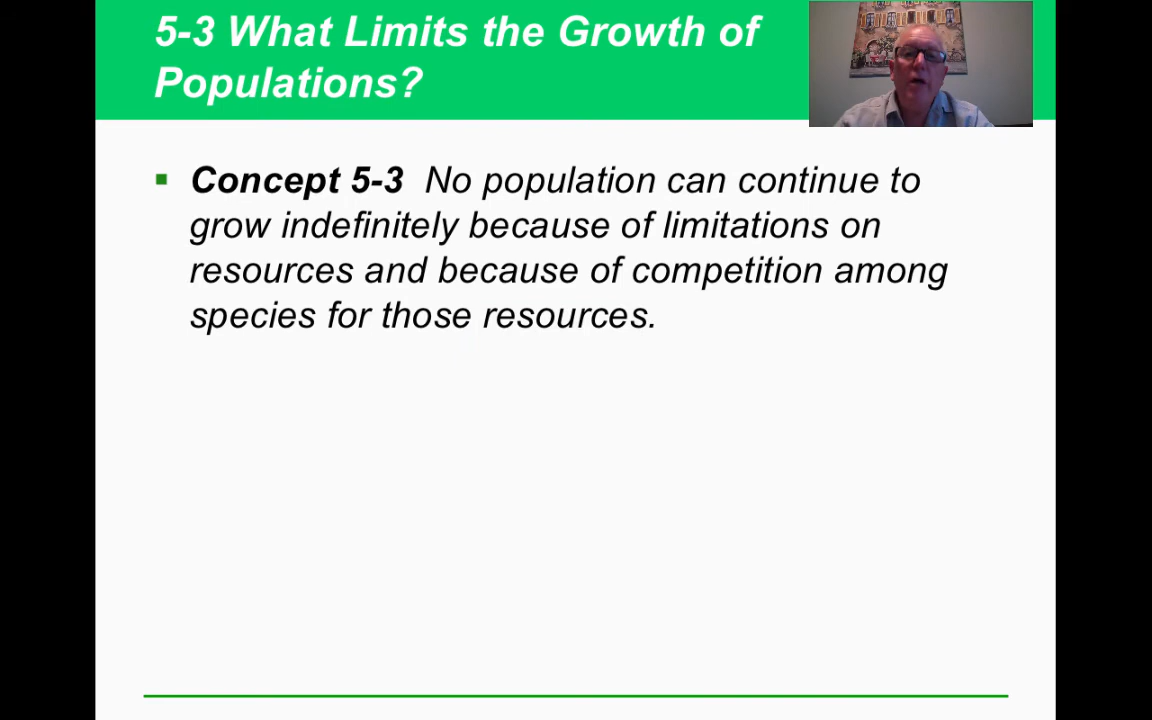 5-3 What Limits the Growth of
Populations?
Concept 5-3 No population can continue to
grow indefinitely because of limitations on
resources and because of competition among
species for those resources.